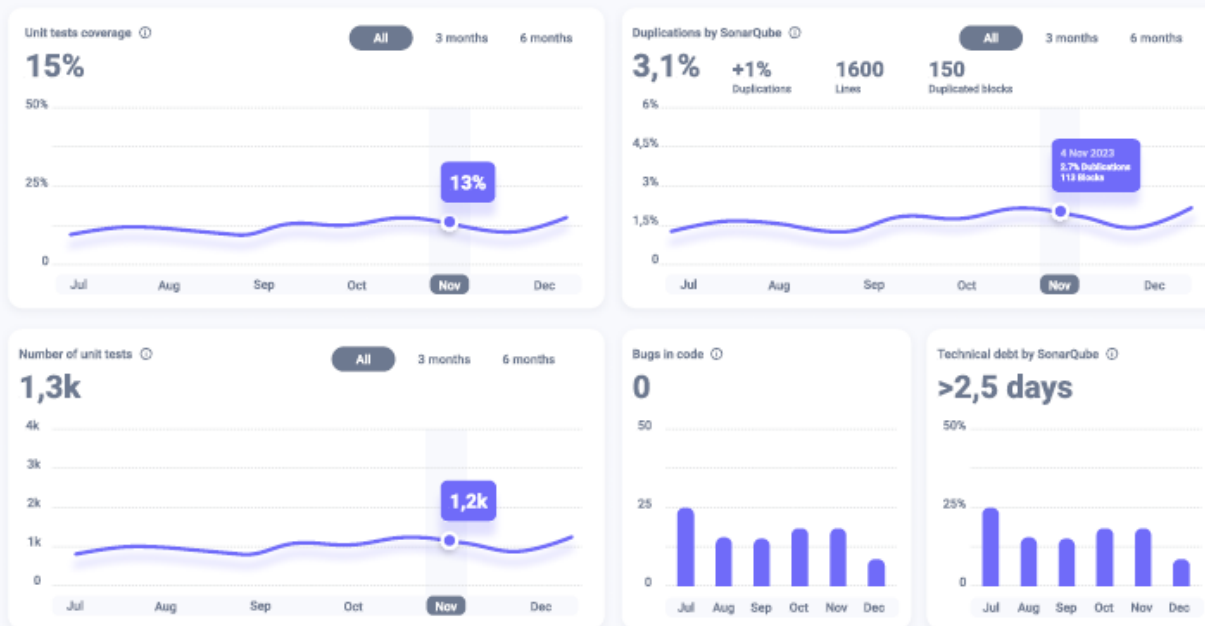 Unit tests coverage
All 3 months 6 months
15%
50%
25%
0
13%
Jul Aug Sep Oct Nov Dec
Duplications by SonarQube
All 3 months 6 months
3,1%
+1%
Duplications
1600
Lines
150
Duplicated blocks
6%
4,5%
3%
1,5%
0
4 Nov 2023
2.7% Dublications
113 Blocks
Jul Aug Sep Oct Nov Dec
Number of unit tests
All 3 months 6 months
1,3k
4k
3k
2k
1k
0
1,2k
Jul Aug Sep Oct Nov Dec
Bugs in code
0
50
25
0
Jul Aug Sep Oct Nov Dec
Technical debt by SonarQube
>2,5 days
50%
25%
0
Jul Aug Sep Oct Nov Dec